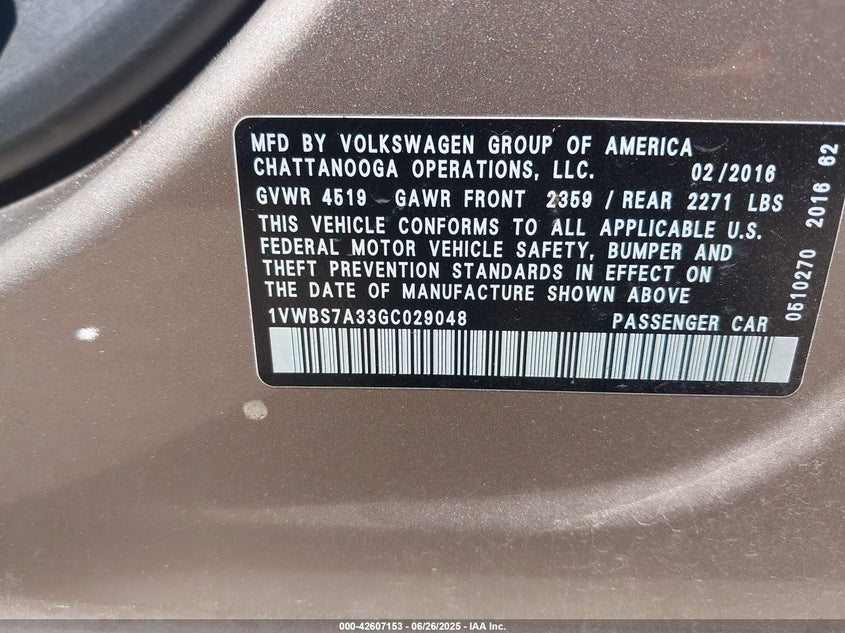 MFD BY VOLKSWAGEN GROUP OF AMERICA
CHATTANOOGA OPERATIONS, LLC. 02/2016
GVWR 4519 GAWR FRONT 2359 / REAR 2271 LBS
THIS VEHICLE CONFORMS TO ALL APPLICABLE U.S.
FEDERAL MOTOR VEHICLE SAFETY, BUMPER AND
THEFT PREVENTION STANDARDS IN EFFECT ON
THE DATE OF MANUFACTURE SHOWN ABOVE
1VWBS7A33GC029048 PASSENGER CAR
0510270 2016 62
000-42607153 - 06/26/2025 - IAA Inc.